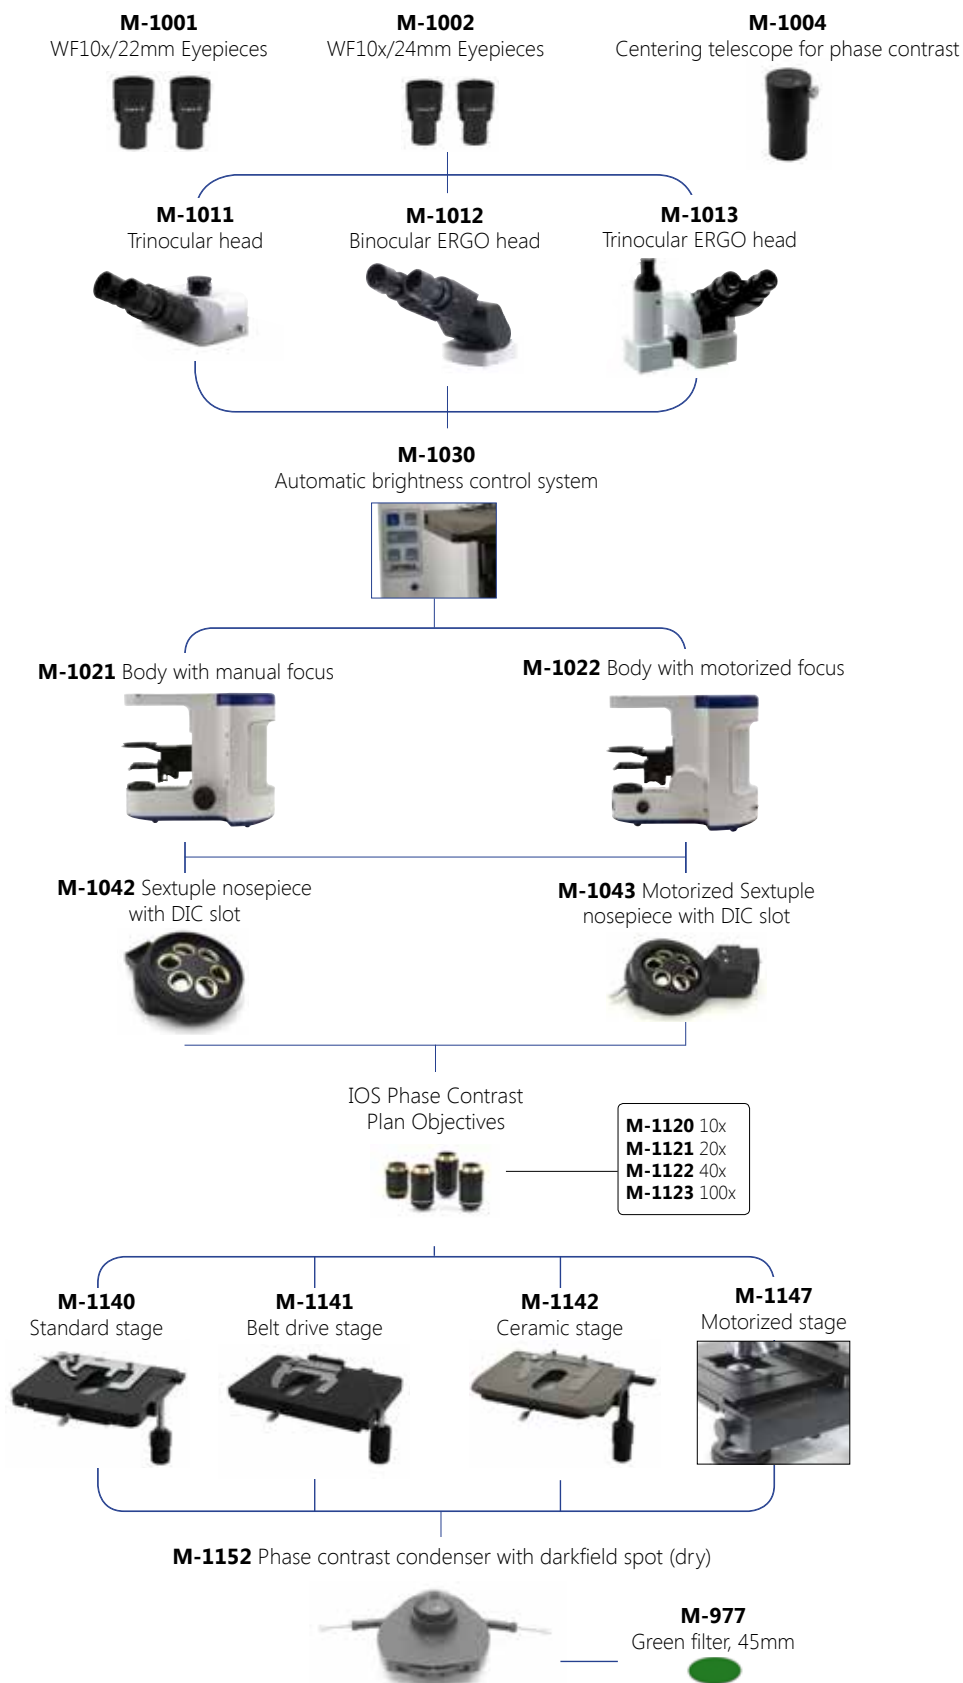 M-1001
WF10x/22mm Eyepieces
M-1002
WF10x/24mm Eyepieces
M-1004
Centering telescope for phase contrast
M-1011
Trinocular head
M-1012
Binocular ERGO head
M-1013
Trinocular ERGO head
M-1030
Automatic brightness control system
M-1021 Body with manual focus
M-1022 Body with motorized focus
M-1042 Sextuple nosepiece
with DIC slot
M-1043 Motorized Sextuple
nosepiece with DIC slot
IOS Phase Contrast
Plan Objectives
M-1120 10x
M-1121 20x
M-1122 40x
M-1123 100x
M-1140
Standard stage
M-1141
Belt drive stage
M-1142
Ceramic stage
M-1147
Motorized stage
M-1152 Phase contrast condenser with darkfield spot (dry)
M-977
Green filter, 45mm